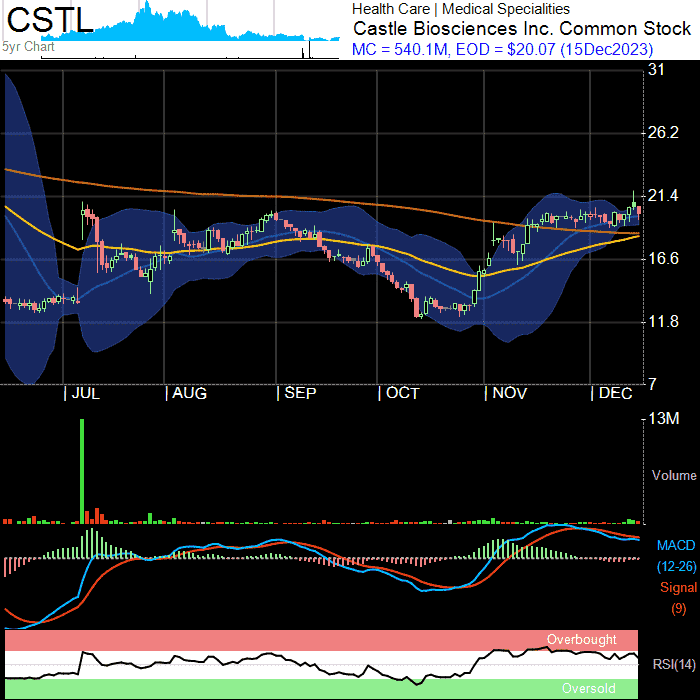 CSTL
5yr Chart
Health Care | Medical Specialities
Castle Biosciences Inc. Common Stock
MC = 540.1M, EOD = $20.07 (15Dec2023)
31
26.2
21.4
16.6
11.8
7
JUL AUG SEP OCT NOV DEC
13M
Volume
MACD
(12-26)
Signal
(9)
Overbought
RSI(14)
Oversold